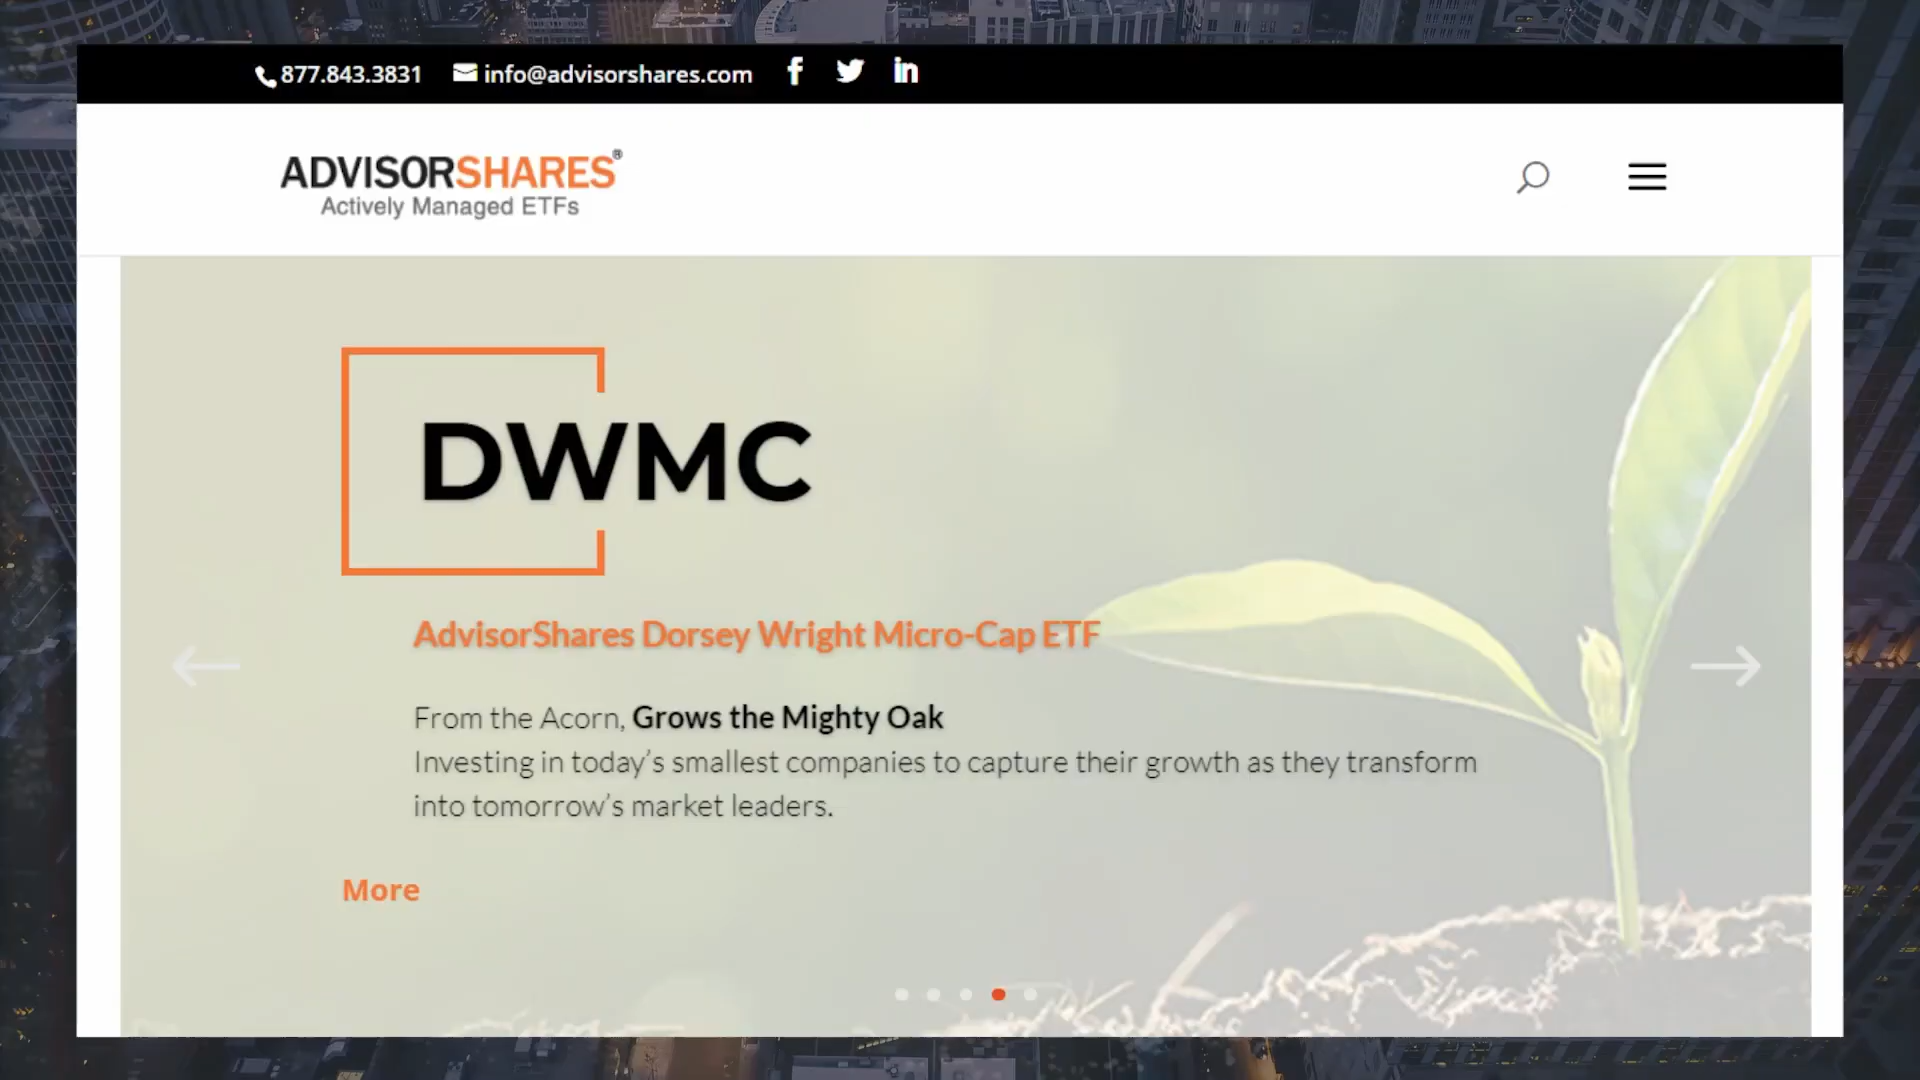 877.843.3831 info@advisorshares.com
ADVISORSHARES®
Actively Managed ETFs
DWMC
AdvisorShares Dorsey Wright Micro-Cap ETF
From the Acorn, Grows the Mighty Oak
Investing in today's smallest companies to capture their growth as they transform
into tomorrow's market leaders.
More